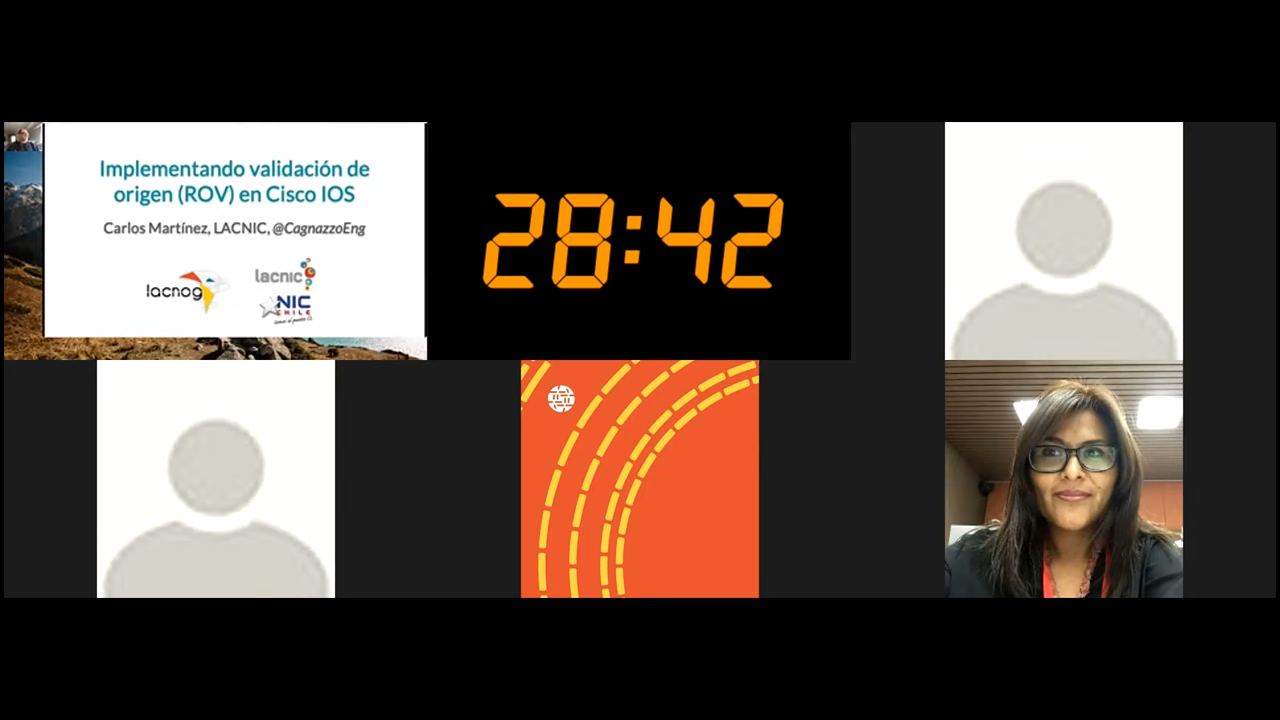 Implementando validación de
origen (ROV) en Cisco IOS
Carlos Martínez, LACNIC, @CagnazzoEng
lacnog
lacnic
NIC
CHILE
28:42